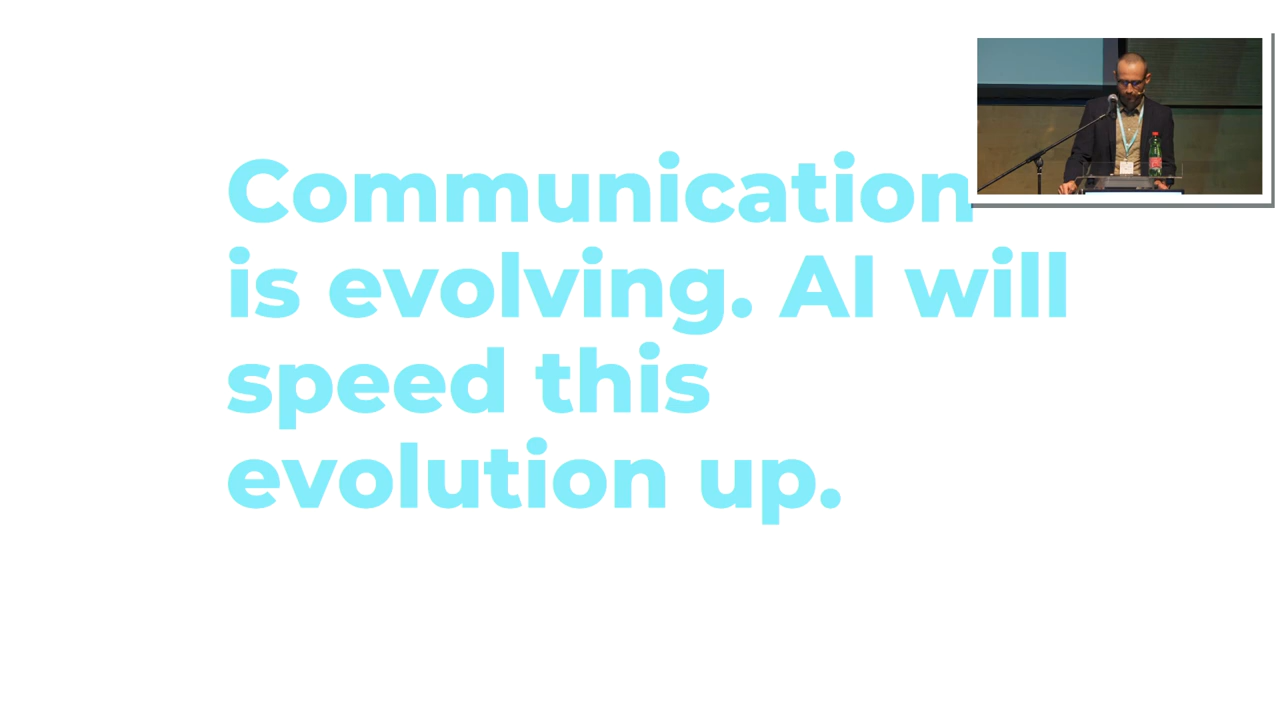 Communication
is evolving. AI will
speed this
evolution up.